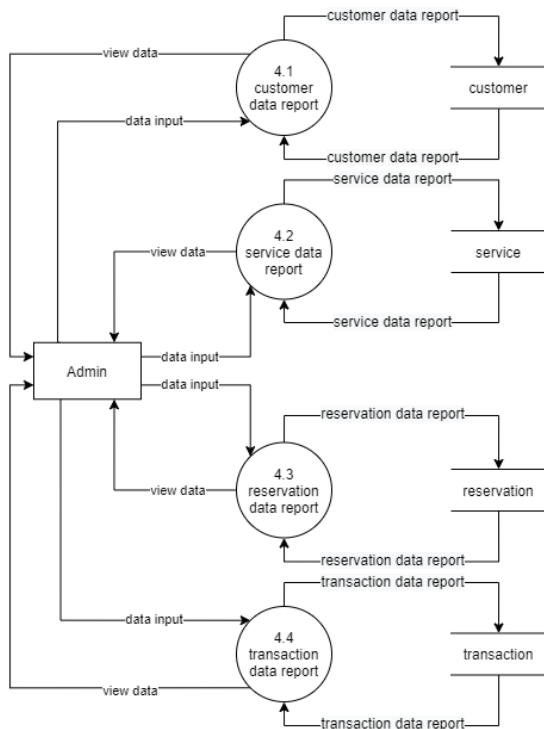 customer data report
view data
4.1
customer
data report
customer
data input
customer data report
service data report
4.2
service data
report
view data
service
service data report
data input
Admin
data input
reservation data report
4.3
reservation
data report
view data
reservation
reservation data report
transaction data report
data input
4.4
transaction
data report
transaction
view data
transaction data report